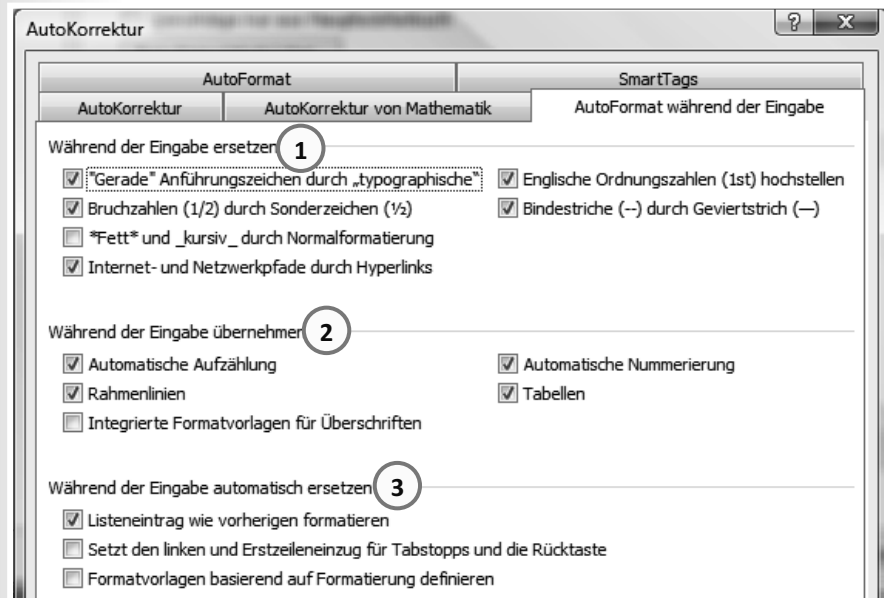 AutoKorrektur
AutoFormat SmartTags
AutoKorrektur AutoKorrektur von Mathematik AutoFormat während der Eingabe
Während der Eingabe ersetzen 1
"Gerade" Anführungszeichen durch „typographische“ Englische Ordnungszahlen (1st) hochstellen
Bruchzahlen (1/2) durch Sonderzeichen (½) Bindestriche (--) durch Geviertstrich (—)
*Fett* und _kursiv_ durch Normalformatierung
Internet- und Netzwerkpfade durch Hyperlinks
Während der Eingabe übernehmen 2
Automatische Aufzählung Automatische Nummerierung
Rahmenlinien Tabellen
Integrierte Formatvorlagen für Überschriften
Während der Eingabe automatisch ersetzen 3
Listeneintrag wie vorherigen formatieren
Setzt den linken und Erstzeileneinzug für Tabstopps und die Rücktaste
Formatvorlagen basierend auf Formatierung definieren